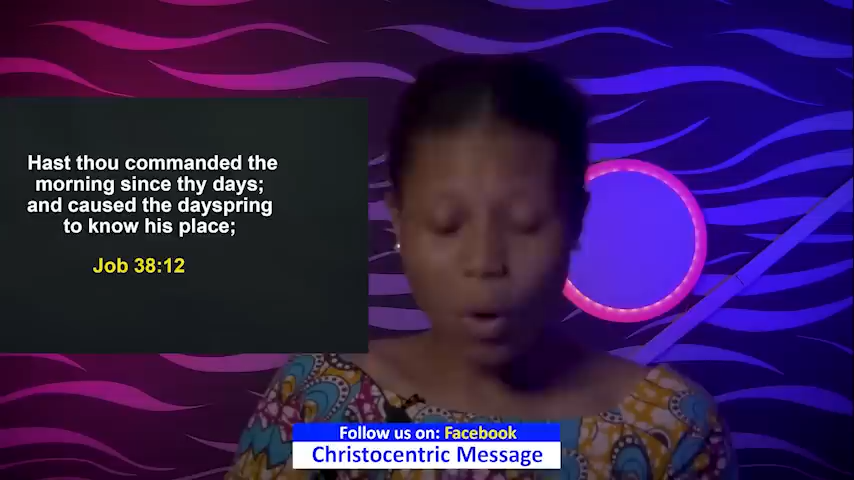 Hast thou commanded the
morning since thy days;
and caused the dayspring
to know his place;
Job 38:12
Follow us on: Facebook
Christocentric Message